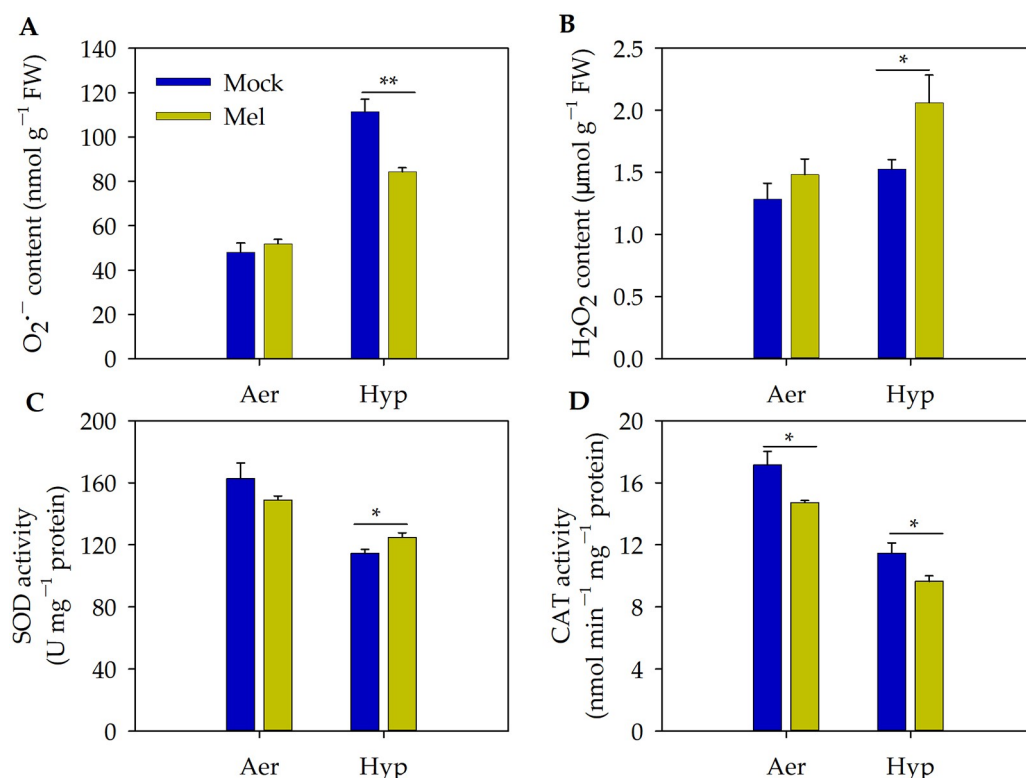 A
O₂·⁻ content (nmol g⁻¹ FW)
140
120
100
80
60
40
20
0
Mock
Mel
**
Aer
Hyp
B
H₂O₂ content (µmol g⁻¹ FW)
2.5
2.0
1.5
1.0
0.5
0.0
*
Aer
Hyp
C
SOD activity
(U mg⁻¹ protein)
200
160
120
80
40
0
*
Aer
Hyp
D
CAT activity
(nmol min⁻¹ mg⁻¹ protein)
20
16
12
8
4
0
*
*
Aer
Hyp